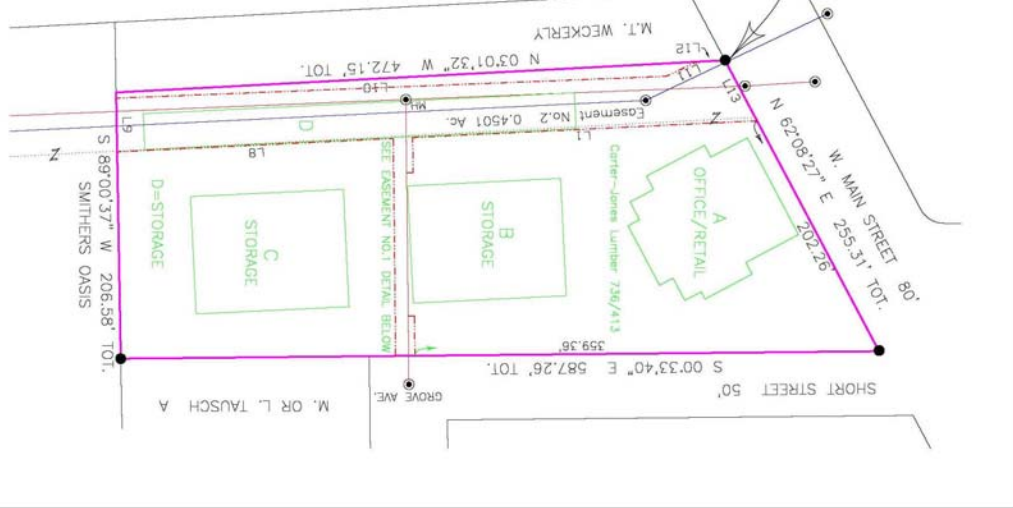 M.T. WECKERLY
N 03°01'32" W 472.15' TOT.
L12
L11
L10
L13
MH
L9
D
Easement No.2 0.4501 Ac.
L1
L8
Z
Z
N 62°08'27" E 255.31' TOT.
W. MAIN STREET 80'
202.26'
S 89°00'37" W 206.58' TOT.
SMITHERS OASIS
D=STORAGE
C
STORAGE
SEE EASEMENT NO.1 DETAIL BELOW
B
STORAGE
Carter-Jones Lumber 736/413
A
OFFICE/RETAIL
359.36'
S 00°33'40" E 587.26' TOT.
SHORT STREET 50'
GROVE AVE.
M. OR L. TAUSCH A